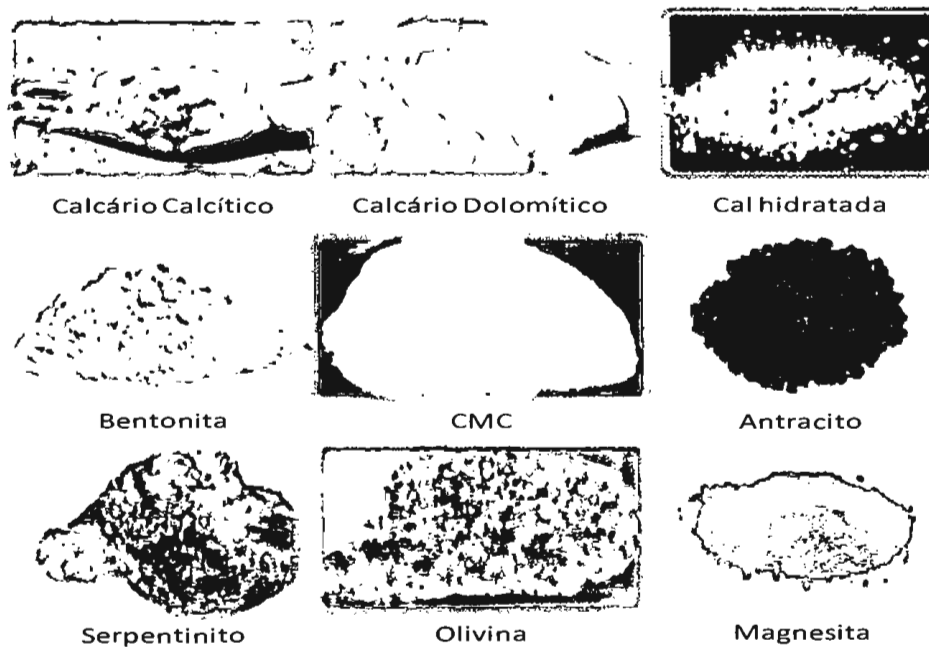 Calcário Calcítico
Calcário Dolomítico
Cal hidratada
Bentonita
CMC
Antracito
Serpentinito
Olivina
Magnesita